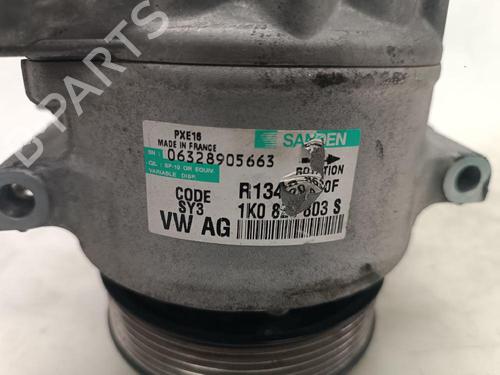 PARTS
PXE16
MADE IN FRANCE
SANDEN
SN: 06328905663
OIL: SP-10 OR EQUIV.
VARIABLE DISP.
ROTATION
CODE
SY3
VW AG